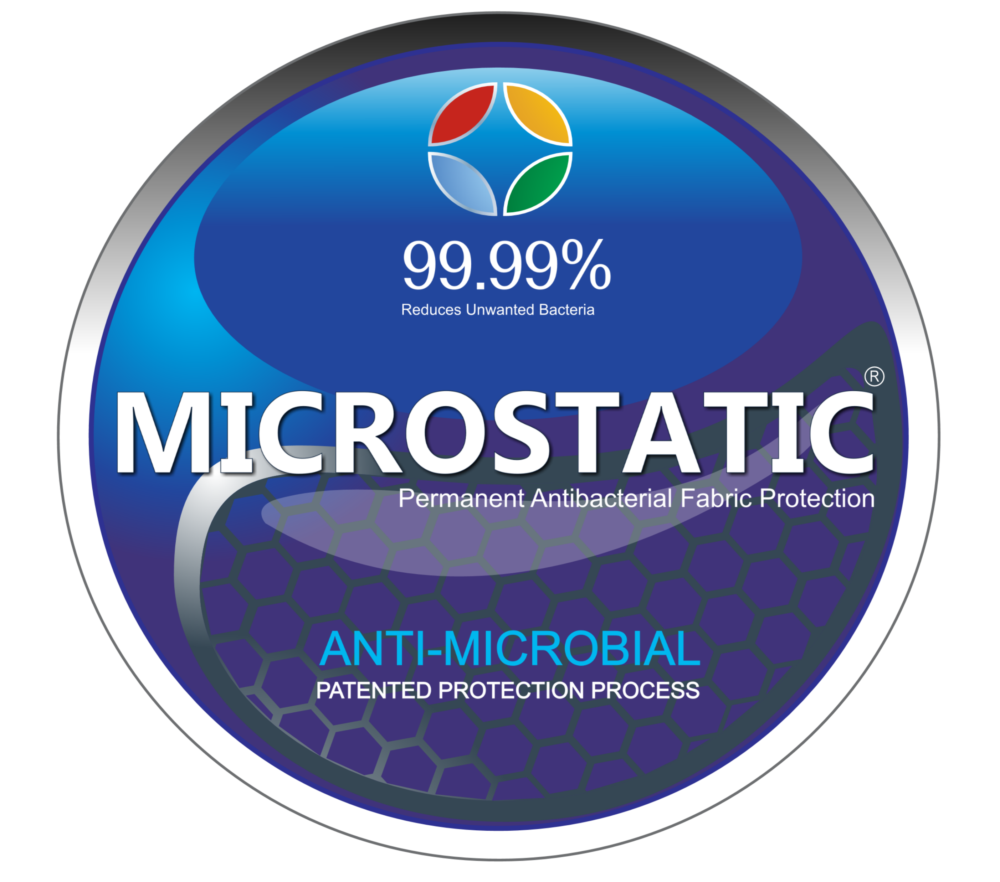 99.99%
Reduces Unwanted Bacteria
MICROSTATIC®
Permanent Antibacterial Fabric Protection
ANTI-MICROBIAL
PATENTED PROTECTION PROCESS